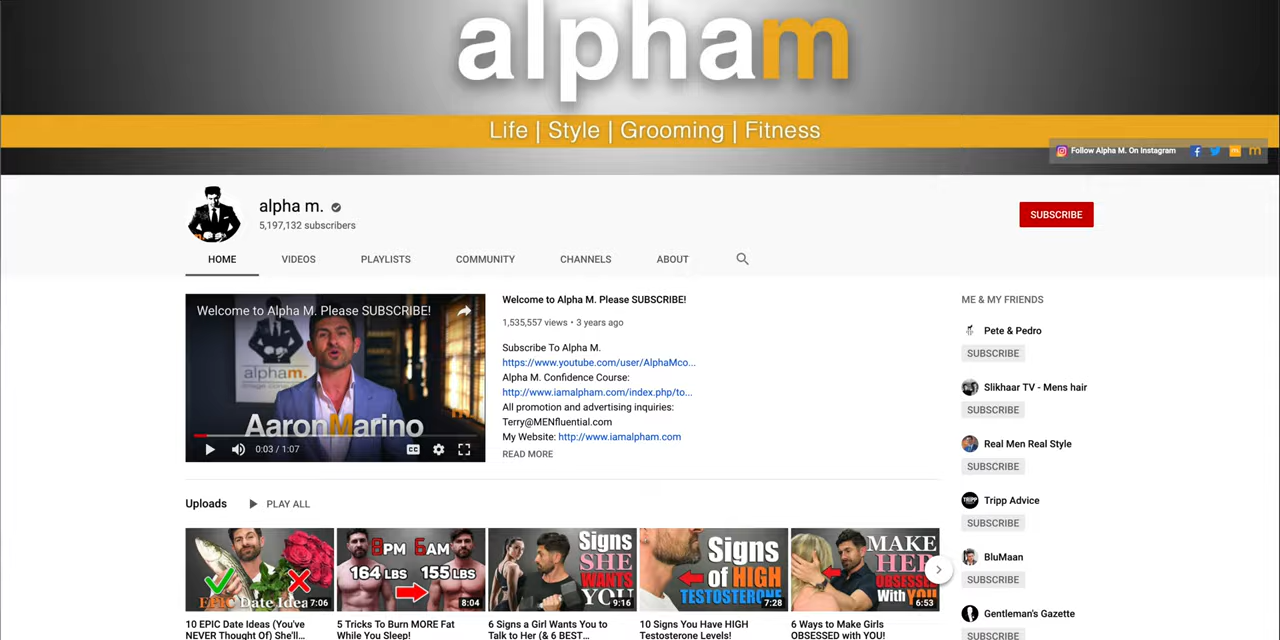 alpham
Life | Style | Grooming | Fitness
Follow Alpha M. On Instagram
m
alpha m.
5,197,132 subscribers
SUBSCRIBE
HOME
VIDEOS
PLAYLISTS
COMMUNITY
CHANNELS
ABOUT
Welcome to Alpha M. Please SUBSCRIBE!
alpham.
AaronMarino
0:03 / 1:07
CC
Welcome to Alpha M. Please SUBSCRIBE!
1,535,557 views • 3 years ago
Subscribe To Alpha M.
https://www.youtube.com/user/AlphaMco...
Alpha M. Confidence Course:
http://www.iamalpham.com/index.php/to...
All promotion and advertising inquiries:
Terry@MENfluential.com
My Website: http://www.iamalpham.com
READ MORE
ME & MY FRIENDS
Pete & Pedro
SUBSCRIBE
Slikhaar TV - Mens hair
SUBSCRIBE
Real Men Real Style
SUBSCRIBE
Tripp Advice
SUBSCRIBE
BluMaan
SUBSCRIBE
Gentleman's Gazette
SUBSCRIBE
Uploads
PLAY ALL
EPIC Date Idea
7:06
10 EPIC Date Ideas (You've
NEVER Thought Of) She'll...
8PM 6AM
164 LBS 155 LBS
8:04
5 Tricks To Burn MORE Fat
While You Sleep!
Signs
SHE
WANTS
YOU
9:16
6 Signs a Girl Wants You to
Talk to Her (& 6 BEST...
Signs
of HIGH
TESTOSTERONE
7:28
10 Signs You Have HIGH
Testosterone Levels!
MAKE
HER
OBSESSED
With YOU
6:53
6 Ways to Make Girls
OBSESSED with YOU!